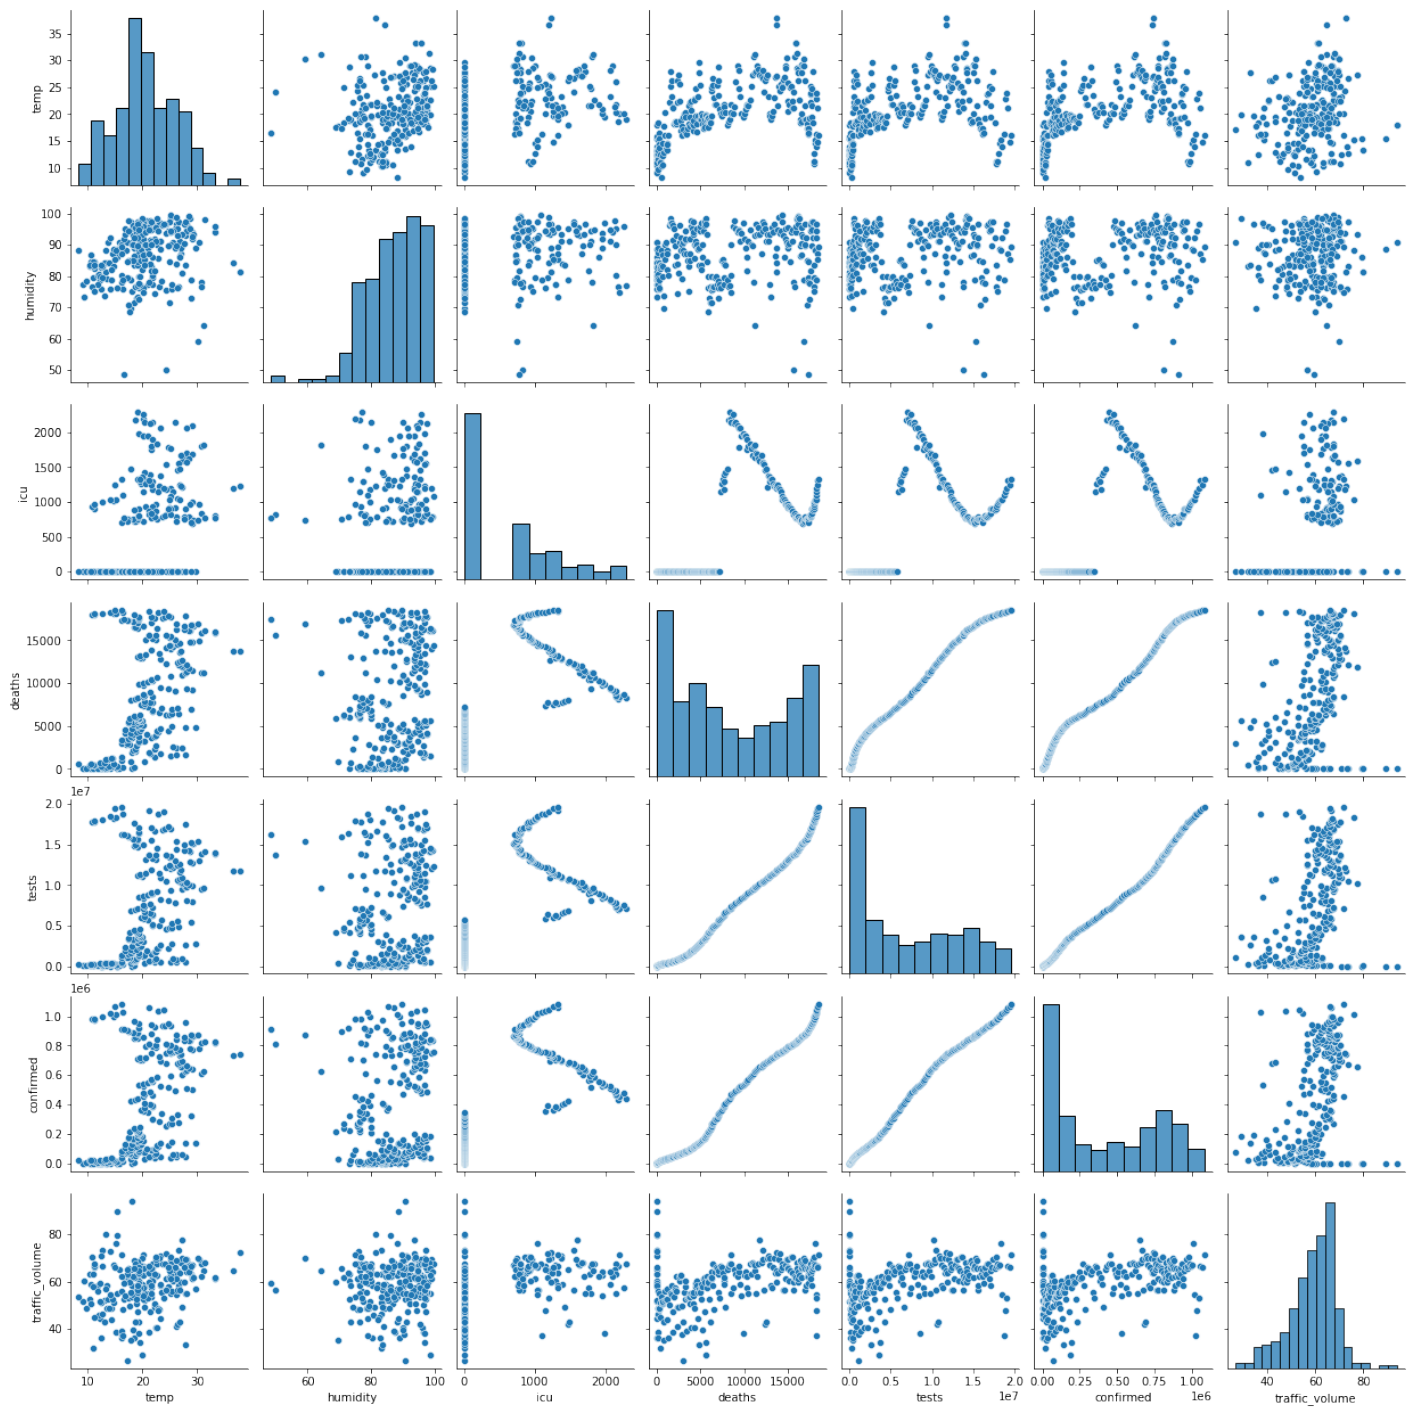 35
30
25
20
15
10
temp
100
90
80
70
60
50
humidity
2000
1500
1000
500
0
icu
15000
10000
5000
0
deaths
1e7
2.0
1.5
1.0
0.5
0.0
tests
1e6
1.0
0.8
0.6
0.4
0.2
0.0
confirmed
80
60
40
traffic_volume
10 20 30
temp
60 80 100
humidity
0 1000 2000
icu
0 5000 10000 15000
deaths
0.0 0.5 1.0 1.5 2.0
tests 1e7
0.00 0.25 0.50 0.75 1.00
confirmed 1e6
40 60 80
traffic_volume